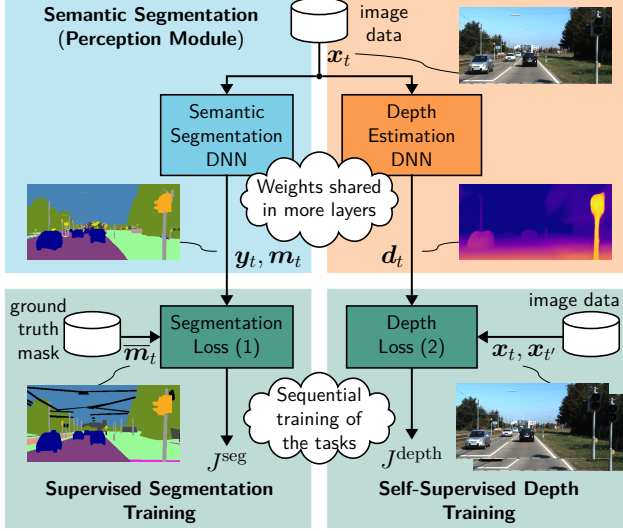 Semantic Segmentation
(Perception Module)
image
data
x_t
Semantic
Segmentation
DNN
Depth
Estimation
DNN
Weights shared
in more layers
y_t, m_t
d_t
ground
truth
mask
m̅_t
Segmentation
Loss (1)
Depth
Loss (2)
image data
x_t, x_t′
Sequential
training of
the tasks
J^seg
J^depth
Supervised Segmentation
Training
Self-Supervised Depth
Training